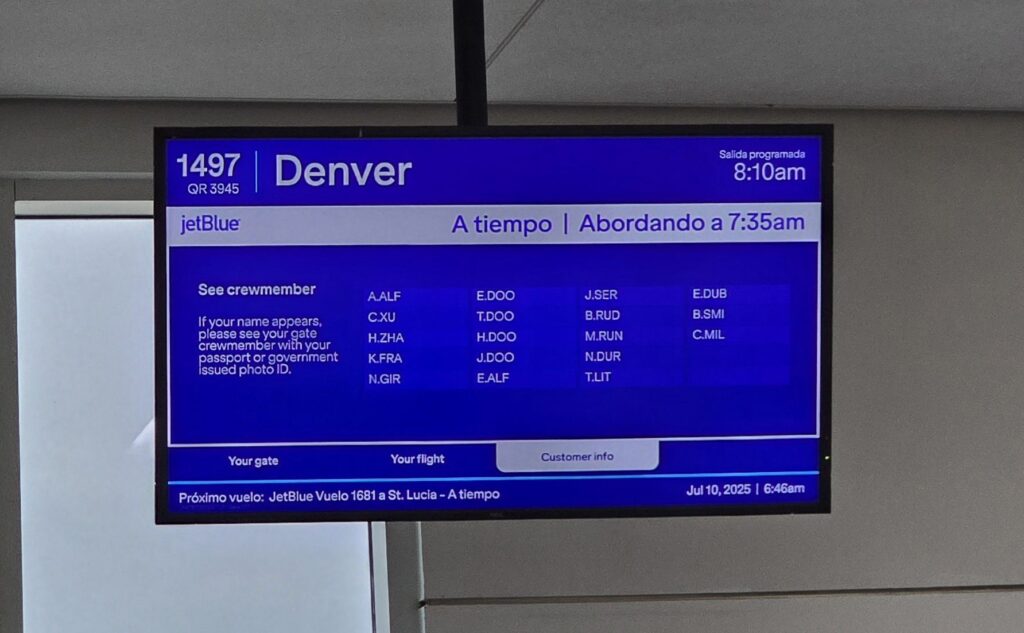 1497
QR 3945
Denver
Salida programada
8:10am
jetBlue
A tiempo | Abordando a 7:35am
See crewmember
If your name appears,
please see your gate
crewmember with your
passport or government
issued photo ID.
A.ALF
C.XU
H.ZHA
K.FRA
N.GIR
E.DOO
T.DOO
H.DOO
J.DOO
E.ALF
J.SER
B.RUD
M.RUN
N.DUR
T.LIT
E.DUB
B.SMI
C.MIL
Your gate
Your flight
Customer info
Próximo vuelo: JetBlue Vuelo 1681 a St. Lucia - A tiempo
Jul 10, 2025 | 6:46am